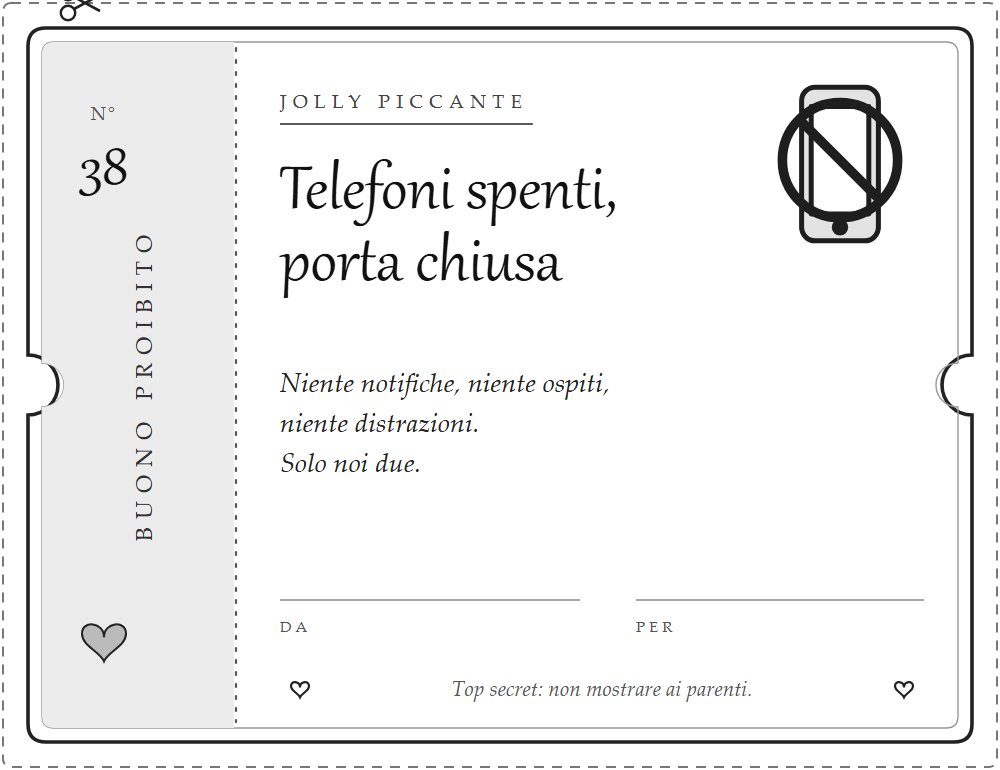 N°
38
BUONO PROIBITO
JOLLY PICCANTE
Telefoni spenti,
porta chiusa
Niente notifiche, niente ospiti,
niente distrazioni.
Solo noi due.
DA
PER
Top secret: non mostrare ai parenti.